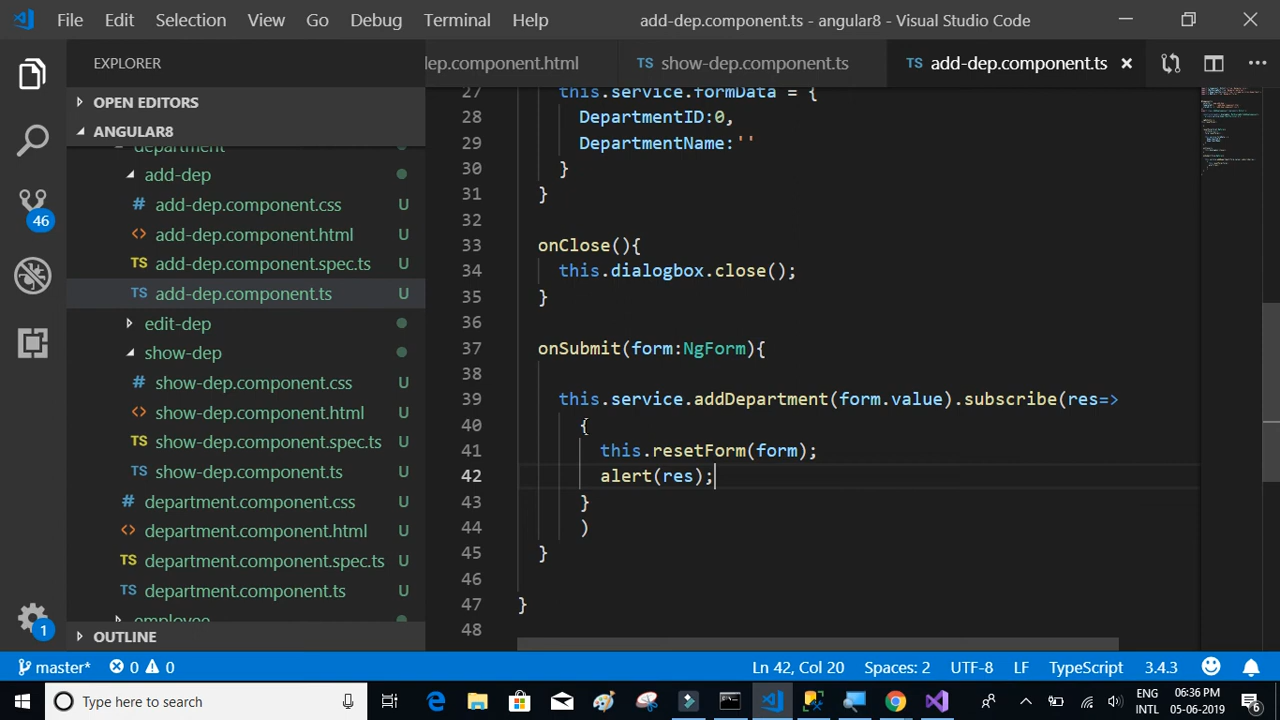 File Edit Selection View Go Debug Terminal Help add-dep.component.ts - angular8 - Visual Studio Code
EXPLORER
OPEN EDITORS
ANGULAR8
department
add-dep
# add-dep.component.css U
<> add-dep.component.html U
TS add-dep.component.spec.ts U
TS add-dep.component.ts U
edit-dep
show-dep
# show-dep.component.css U
<> show-dep.component.html U
TS show-dep.component.spec.ts U
TS show-dep.component.ts U
# department.component.css U
<> department.component.html U
TS department.component.spec.ts U
TS department.component.ts U
employee
OUTLINE
46
1
ep.component.html TS show-dep.component.ts TS add-dep.component.ts
27 this.service.formData = {
28 DepartmentID:0,
29 DepartmentName:''
30 }
31 }
32
33 onClose(){
34 this.dialogbox.close();
35 }
36
37 onSubmit(form:NgForm){
38
39 this.service.addDepartment(form.value).subscribe(res=>
40 {
41 this.resetForm(form);
42 alert(res);
43 }
44 )
45 }
46
47 }
48
master* 0 0 Ln 42, Col 20 Spaces: 2 UTF-8 LF TypeScript 3.4.3
Type here to search
ENG
INTL
06:36 PM
05-06-2019
6